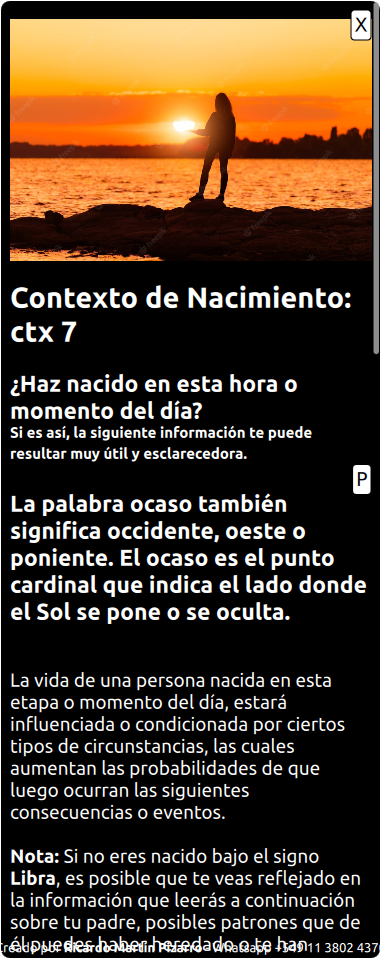 X
Contexto de Nacimiento:
ctx 7
¿Haz nacido en esta hora o
momento del día?
Si es así, la siguiente información te puede
resultar muy útil y esclarecedora.
P
La palabra ocaso también
significa occidente, oeste o
poniente. El ocaso es el punto
cardinal que indica el lado donde
el Sol se pone o se oculta.
La vida de una persona nacida en esta
etapa o momento del día, estará
influenciada o condicionada por ciertos
tipos de circunstancias, las cuales
aumentan las probabilidades de que
luego ocurran las siguientes
consecuencias o eventos.
Nota: Si no eres nacido bajo el signo
Libra, es posible que te veas reflejado en
la información que leerás a continuación
sobre tu padre, posibles patrones que de
él puedes haber heredado o te han
Creado por Ricardo Martin Pizarro Whatsapp +549 11 3802 4370